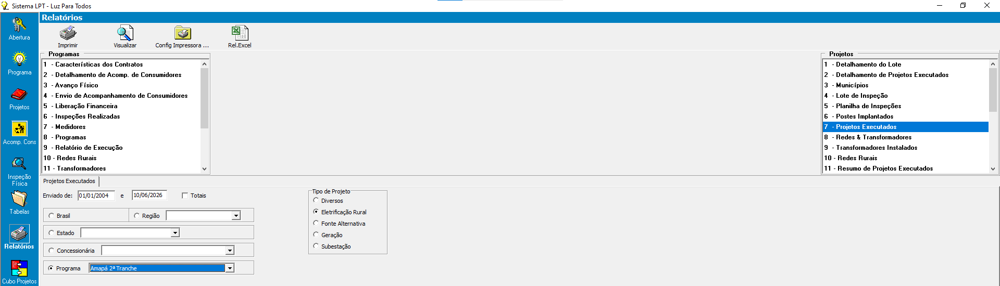 Sistema LPT - Luz Para Todos
Relatórios
Abertura
Programa
Projetos
Acomp. Cons
Inspeção
Física
Tabelas
Relatórios
Cubo Projetos
Imprimir
Visualizar
Config Impressora ...
Rel.Excel
Programas
1 - Características dos Contratos
2 - Detalhamento de Acomp. de Consumidores
3 - Avanço Físico
4 - Envio de Acompanhamento de Consumidores
5 - Liberação Financeira
6 - Inspeções Realizadas
7 - Medidores
8 - Programas
9 - Relatório de Execução
10 - Redes Rurais
11 - Transformadores
Projetos
1 - Detalhamento do Lote
2 - Detalhamento de Projetos Executados
3 - Municípios
4 - Lote de Inspeção
5 - Planilha de Inspeções
6 - Postes Implantados
7 - Projetos Executados
8 - Redes & Transformadores
9 - Transformadores Instalados
10 - Redes Rurais
11 - Resumo de Projetos Executados
Projetos Executados
Enviado de: 01/01/2004 e 10/06/2026 Totais
Brasil Região
Estado
Concessionária
Programa Amapá 2ª Tranche
Tipo de Projeto
Diversos
Eletrificação Rural
Fonte Alternativa
Geração
Subestação